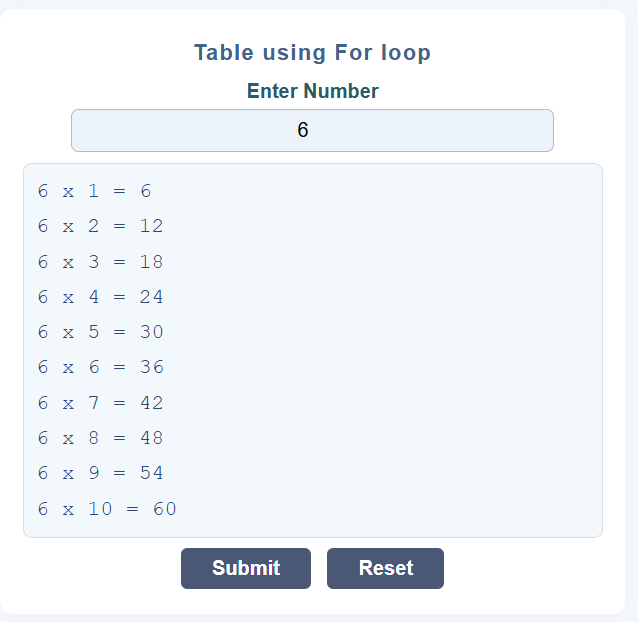 Table using For loop
Enter Number
6
6 x 1 = 6
6 x 2 = 12
6 x 3 = 18
6 x 4 = 24
6 x 5 = 30
6 x 6 = 36
6 x 7 = 42
6 x 8 = 48
6 x 9 = 54
6 x 10 = 60
Submit Reset